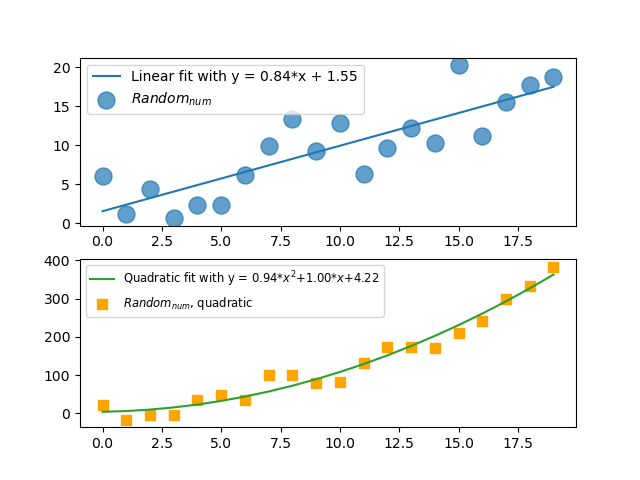 20
15
10
5
0
Linear fit with y = 0.84*x + 1.55
Random_num
0.0 2.5 5.0 7.5 10.0 12.5 15.0 17.5
400
300
200
100
0
Quadratic fit with y = 0.94*x²+1.00*x+4.22
Random_num, quadratic
0.0 2.5 5.0 7.5 10.0 12.5 15.0 17.5